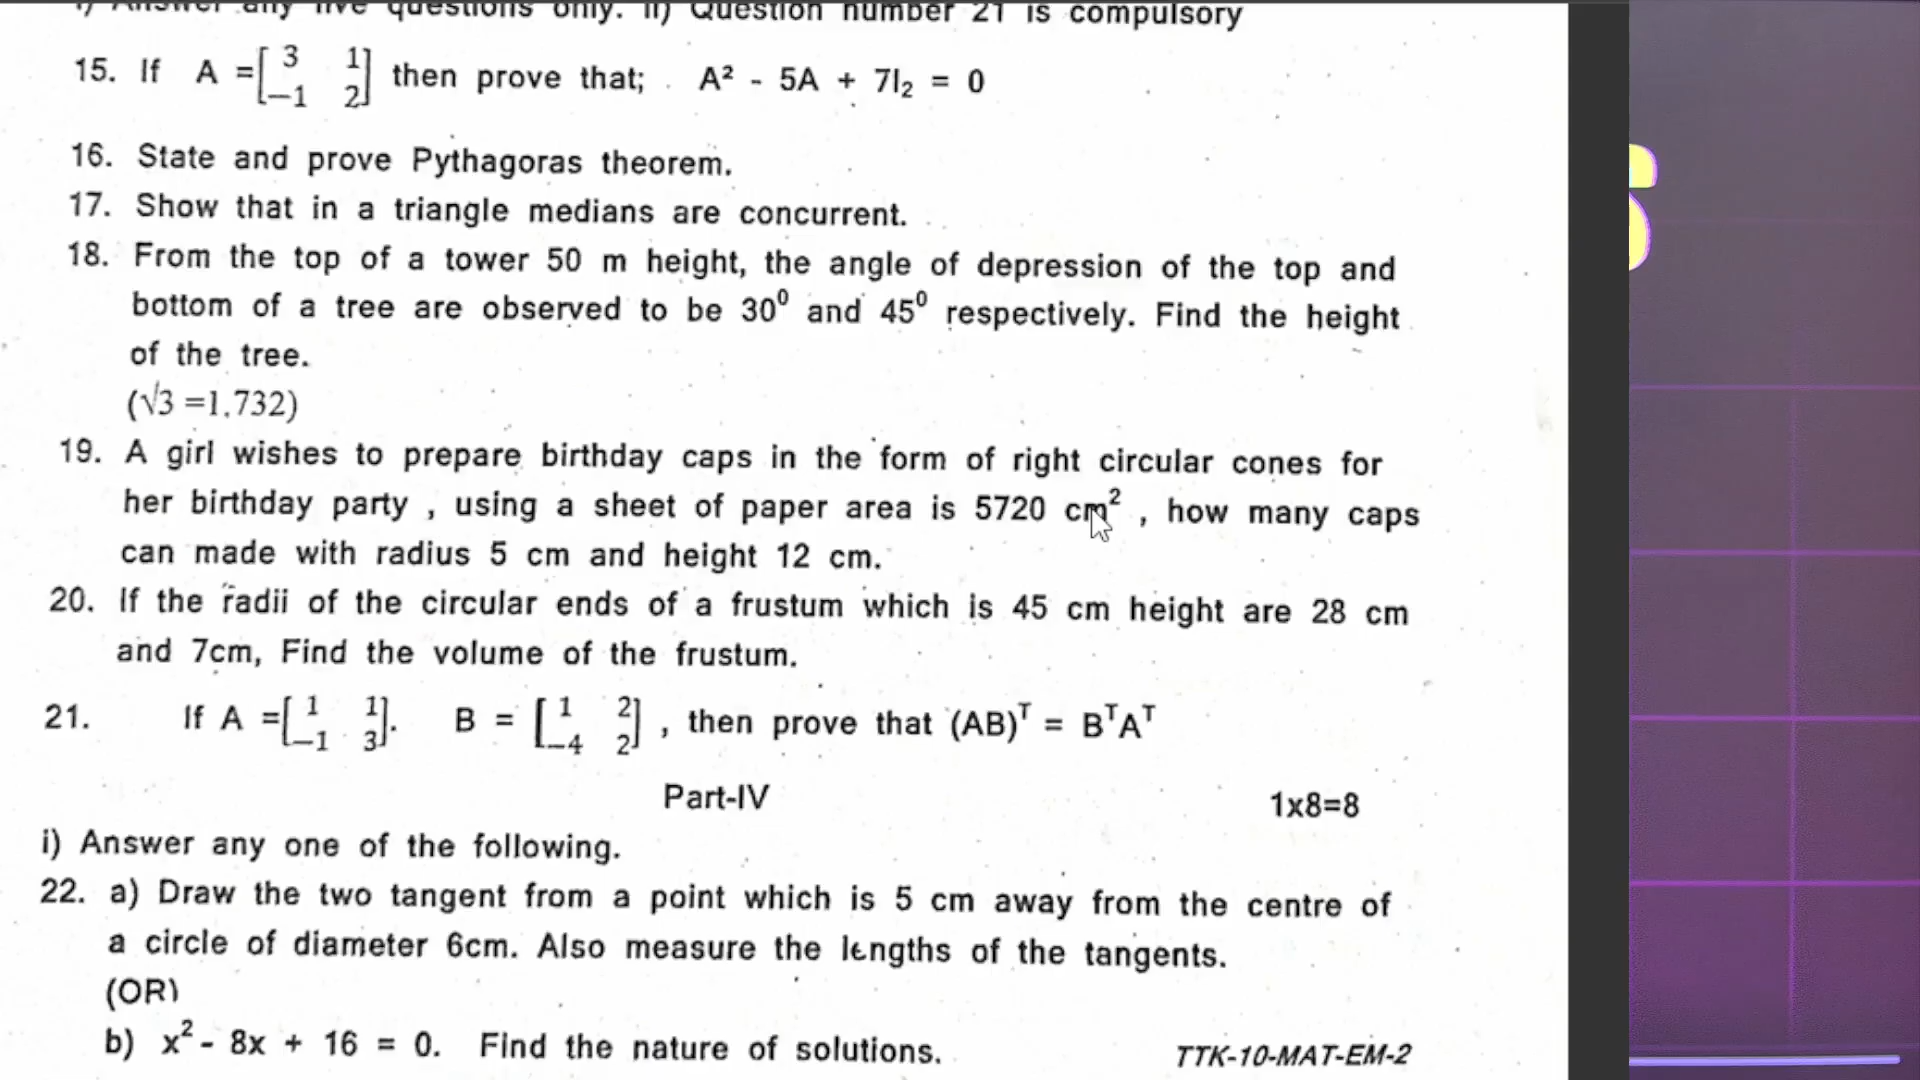 i) Answer any five questions only. ii) Question number 21 is compulsory
15. If A = [3 1 −1 2] then prove that; A² - 5A + 7I₂ = 0
16. State and prove Pythagoras theorem.
17. Show that in a triangle medians are concurrent.
18. From the top of a tower 50 m height, the angle of depression of the top and
bottom of a tree are observed to be 30⁰ and 45⁰ respectively. Find the height
of the tree.
(√3 =1.732)
19. A girl wishes to prepare birthday caps in the form of right circular cones for
her birthday party , using a sheet of paper area is 5720 cm² , how many caps
can made with radius 5 cm and height 12 cm.
20. If the radii of the circular ends of a frustum which is 45 cm height are 28 cm
and 7cm, Find the volume of the frustum.
21. If A = [1 1 −1 3]. B = [1 2 −4 2] , then prove that (AB)ᵀ = BᵀAᵀ
Part-IV
1x8=8
i) Answer any one of the following.
22. a) Draw the two tangent from a point which is 5 cm away from the centre of
a circle of diameter 6cm. Also measure the lengths of the tangents.
(OR)
b) x² - 8x + 16 = 0. Find the nature of solutions.
TTK-10-MAT-EM-2